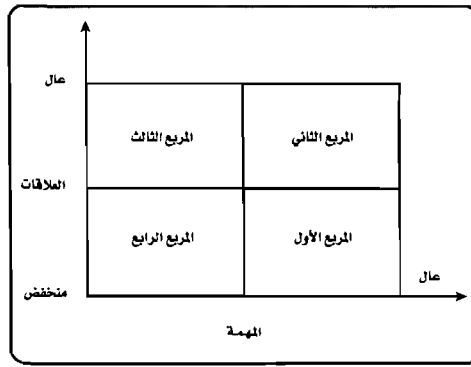 عال
المربع الثاني
المربع الثالث
العلاقات
المربع الأول
المربع الرابع
عال
منخفض
المهمة